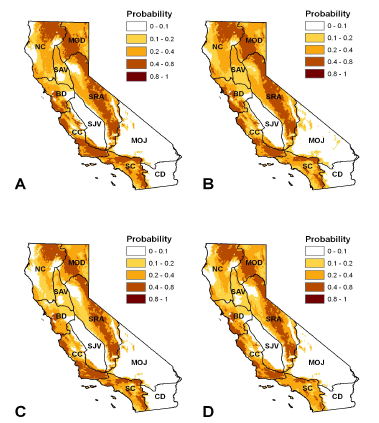 Probability
0 - 0.1
0.1 - 0.2
0.2 - 0.4
0.4 - 0.8
0.8 - 1
NC
MOD
SAV
BD
SRA
CC
SJV
MOJ
SC
CD
A
Probability
0 - 0.1
0.1 - 0.2
0.2 - 0.4
0.4 - 0.8
0.8 - 1
NC
MOD
SAV
BD
SRA
CC
SJV
MOJ
SC
CD
B
Probability
0 - 0.1
0.1 - 0.2
0.2 - 0.4
0.4 - 0.8
0.8 - 1
NC
MOD
SAV
BD
SRA
CC
SJV
MOJ
SC
CD
C
Probability
0 - 0.1
0.1 - 0.2
0.2 - 0.4
0.4 - 0.8
0.8 - 1
NC
MOD
SAV
BD
SRA
CC
SJV
MOJ
SC
CD
D